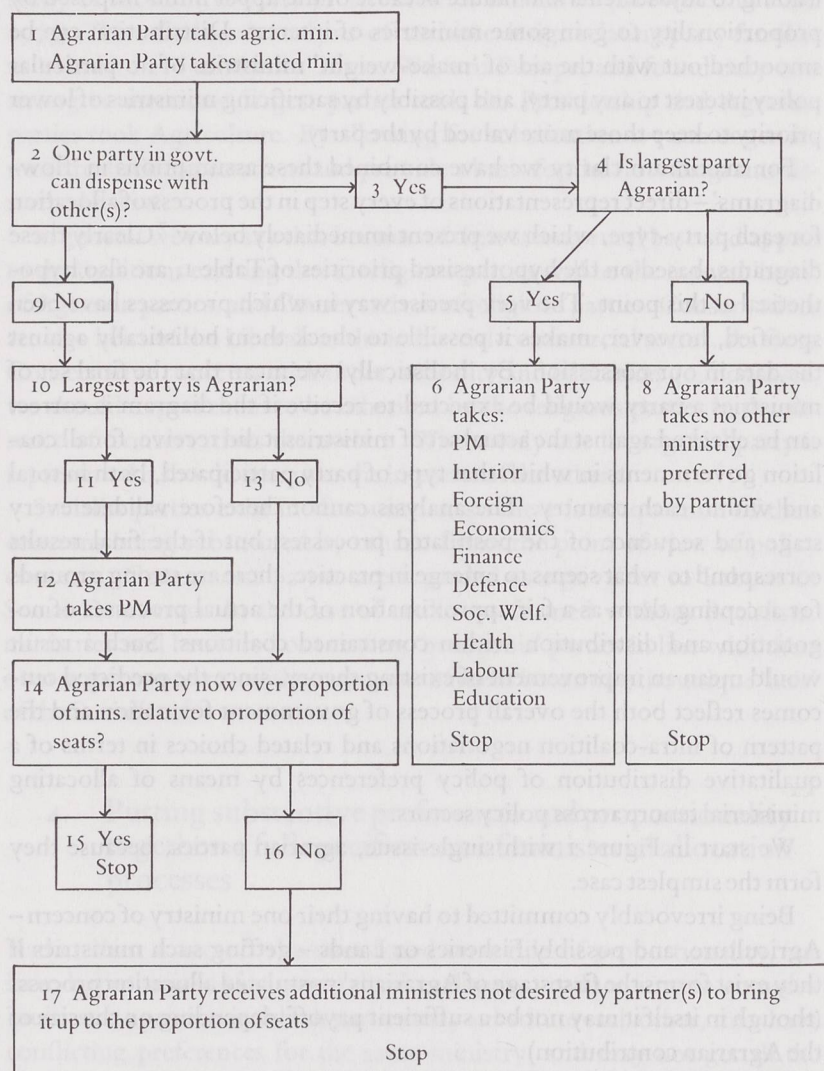 1 Agrarian Party takes agric. min.
Agrarian Party takes related min
2 One party in govt.
can dispense with
other(s)?
3 Yes
4 Is largest party
Agrarian?
5 Yes
6 Agrarian Party
takes:
PM
Interior
Foreign
Economics
Finance
Defence
Soc. Welf.
Health
Labour
Education
Stop
7 No
8 Agrarian Party
takes no other
ministry
preferred
by partner
Stop
9 No
10 Largest party is Agrarian?
11 Yes
12 Agrarian Party
takes PM
13 No
14 Agrarian Party now over proportion
of mins. relative to proportion of
seats?
15 Yes
Stop
16 No
17 Agrarian Party receives additional ministries not desired by partner(s) to bring
it up to the proportion of seats
Stop